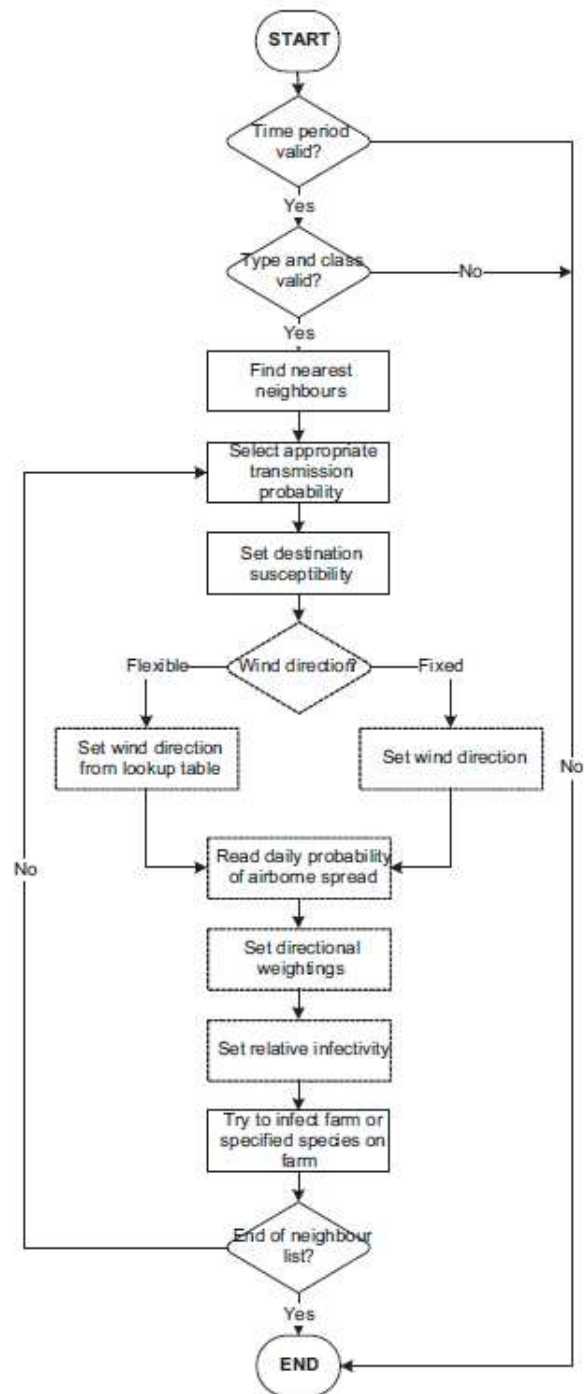 START
Time period
valid?
Yes
Type and class
valid?
No
Yes
Find nearest
neighbours
Select appropriate
transmission
probability
Set destination
susceptibility
Flexible
Wind direction?
Fixed
Set wind direction
from lookup table
Set wind direction
No
No
Read daily probability
of airborne spread
Set directional
weightings
Set relative infectivity
Try to infect farm or
specified species on
farm
End of neighbour
list?
Yes
END